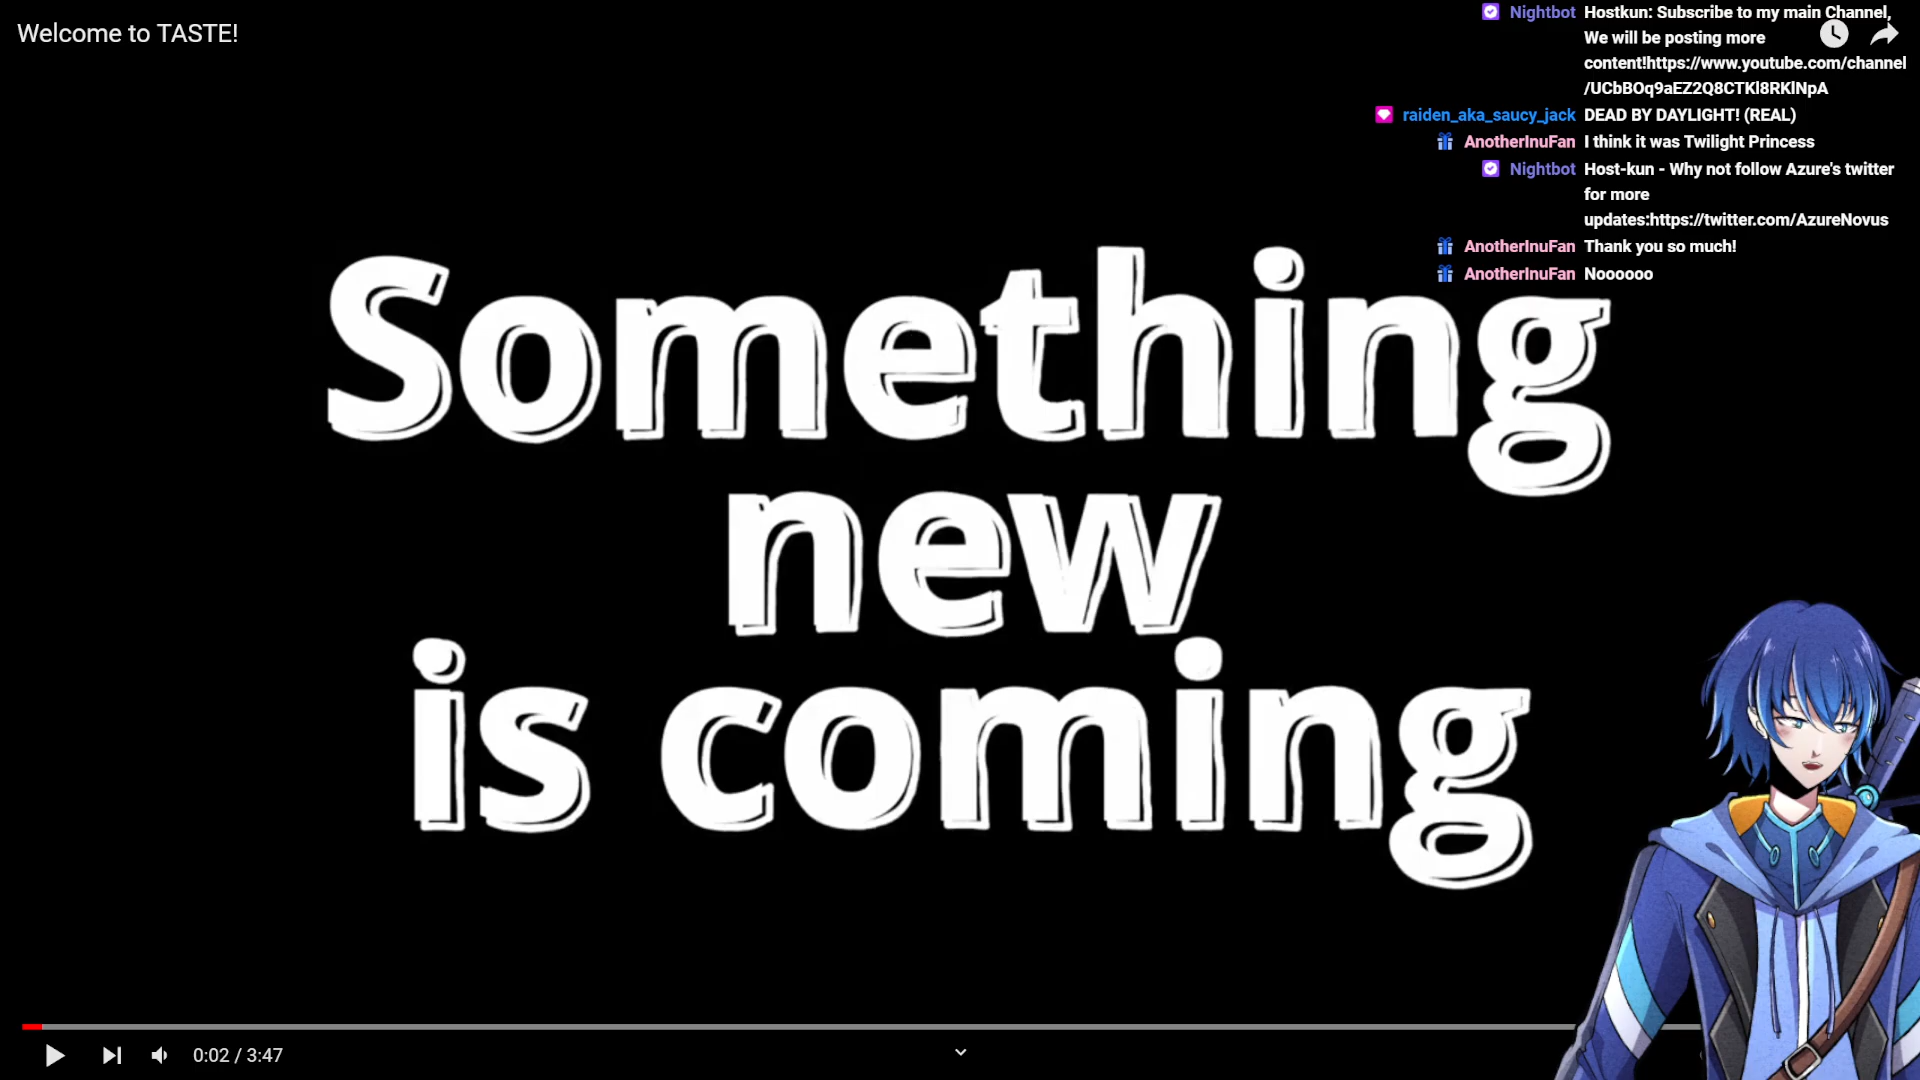 Welcome to TASTE!
Nightbot Hostkun: Subscribe to my main Channel,
We will be posting more
content!https://www.youtube.com/channel
/UCbBOq9aEZ2Q8CTKl8RKlNpA
raiden_aka_saucy_jack DEAD BY DAYLIGHT! (REAL)
AnotherInuFan I think it was Twilight Princess
Nightbot Host-kun - Why not follow Azure's twitter
for more
updates:https://twitter.com/AzureNovus
AnotherInuFan Thank you so much!
AnotherInuFan Noooooo
Something
new
is coming
0:02 / 3:47